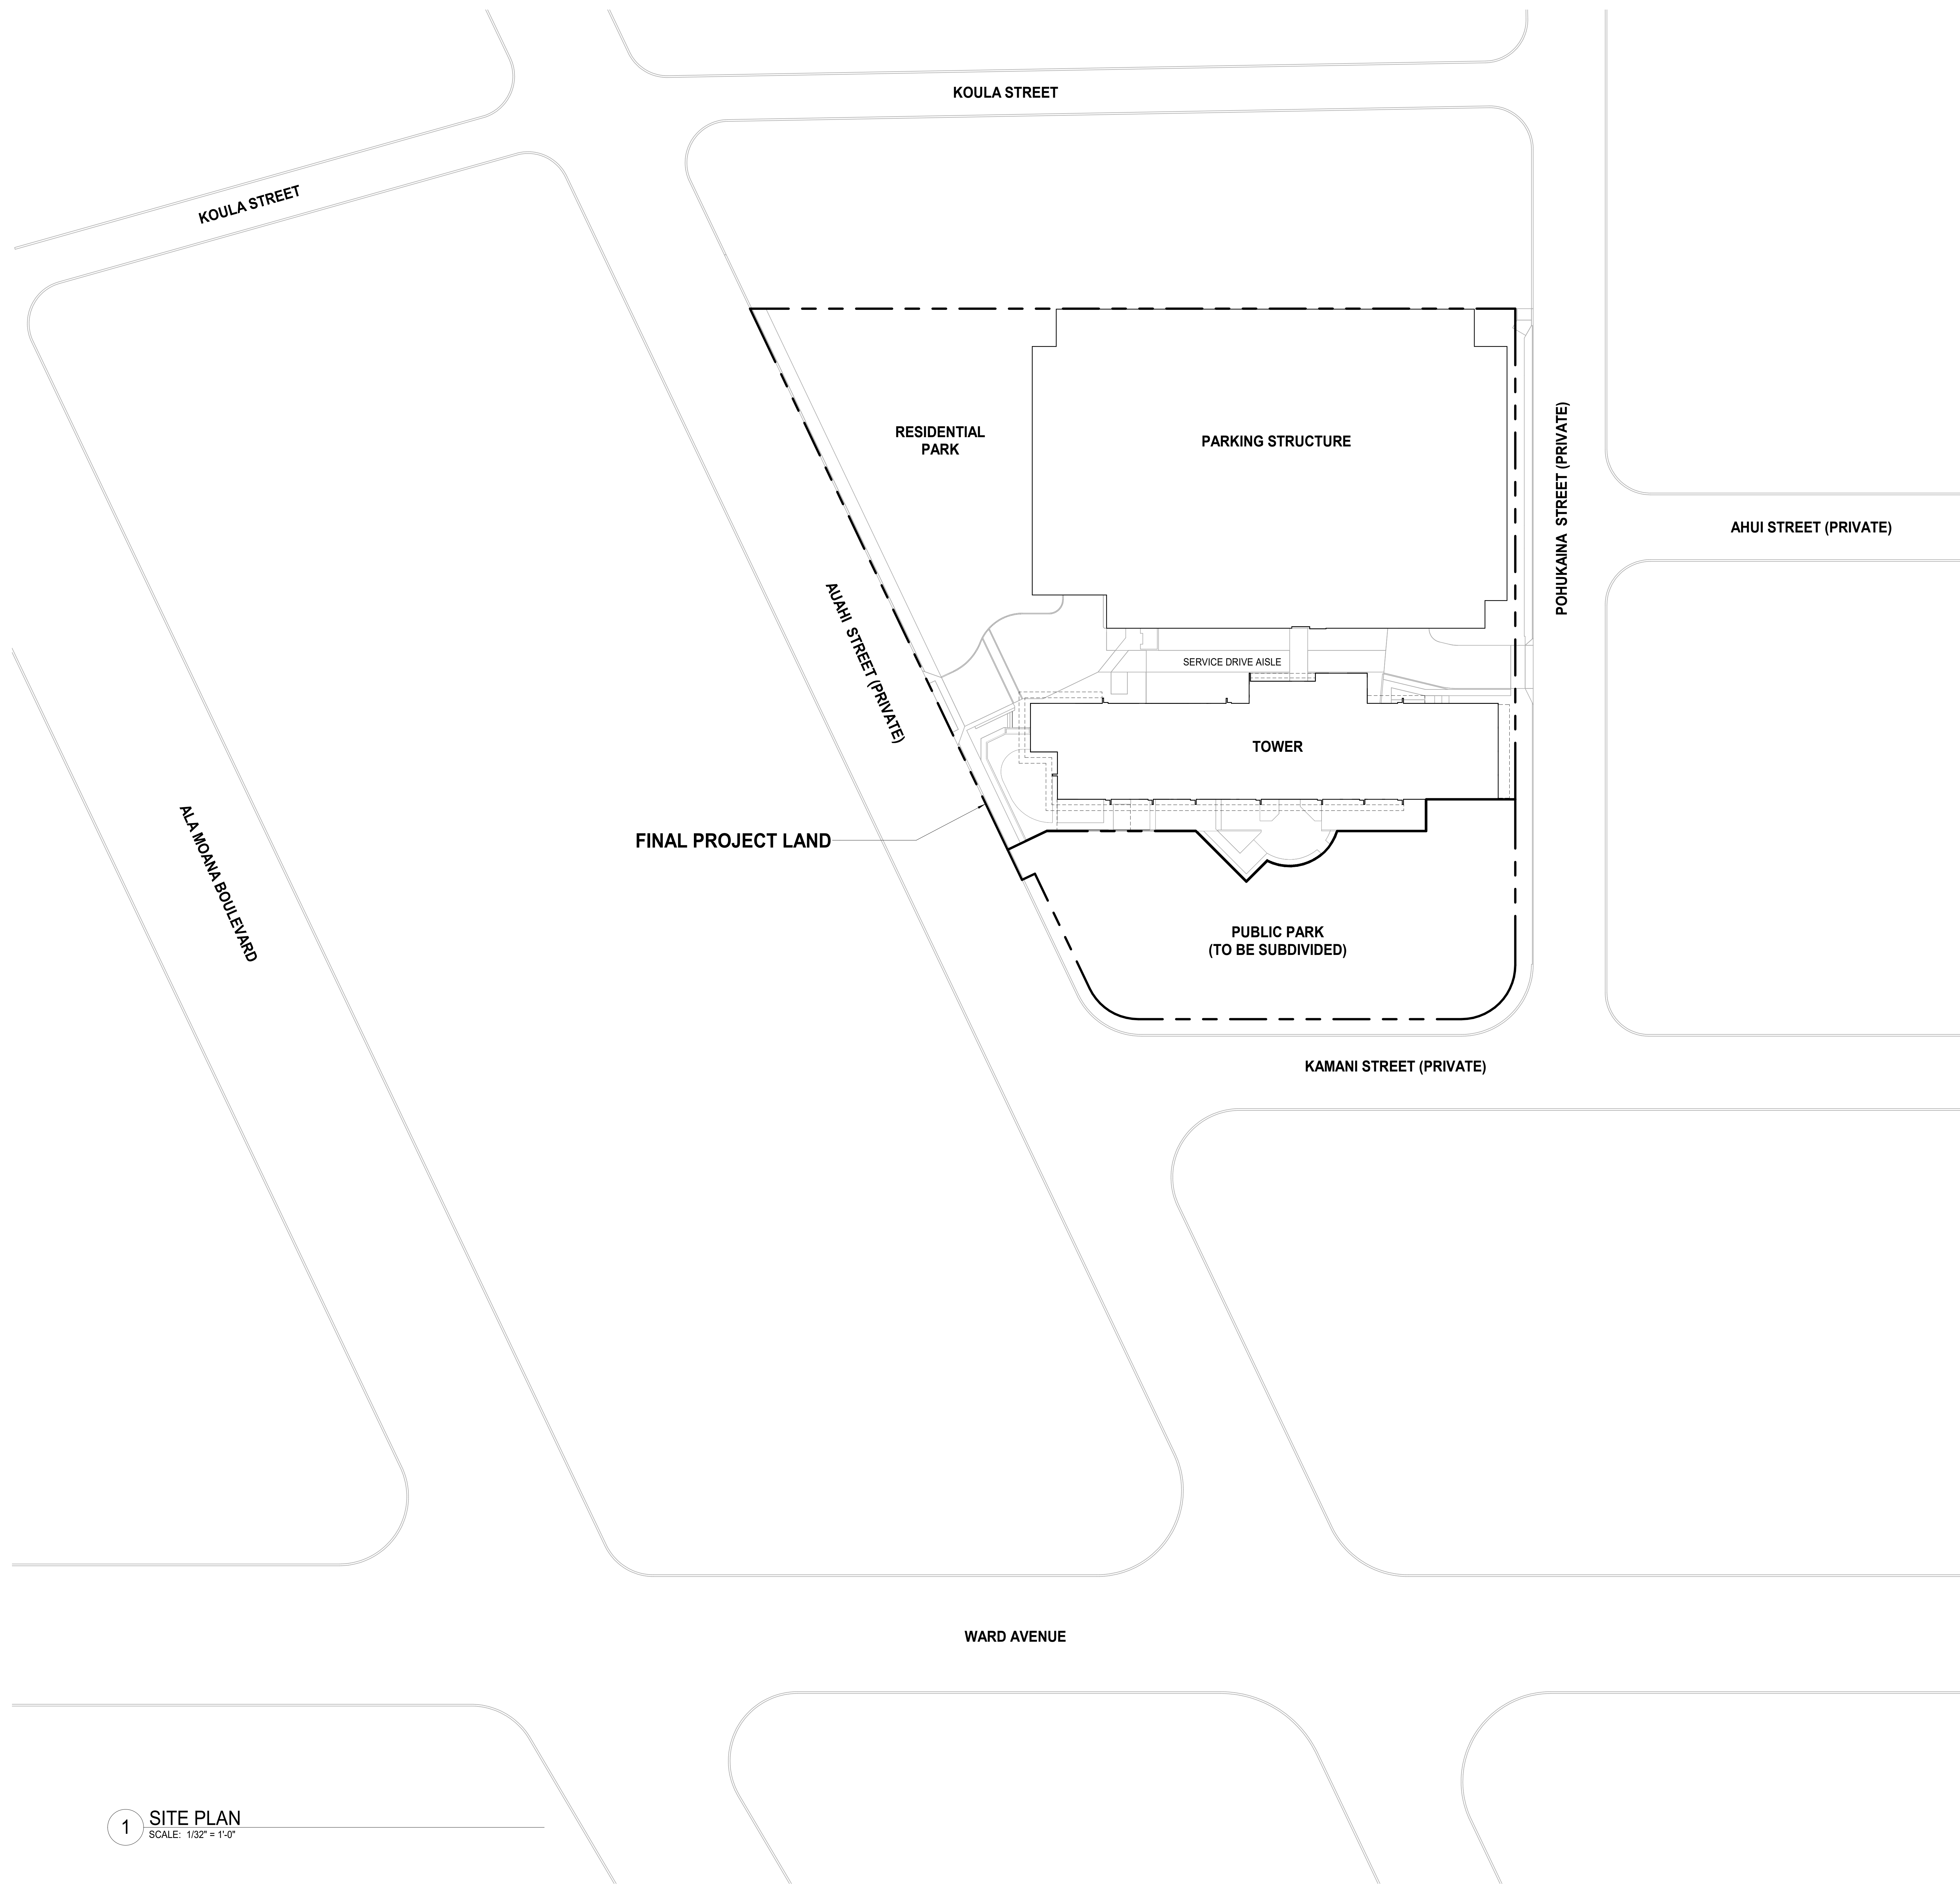 KOULA STREET
KOULA STREET
RESIDENTIAL
PARK
PARKING STRUCTURE
POHUKAINA STREET (PRIVATE)
AHUI STREET (PRIVATE)
AUAHI STREET (PRIVATE)
SERVICE DRIVE AISLE
TOWER
FINAL PROJECT LAND
ALA MOANA BOULEVARD
PUBLIC PARK
(TO BE SUBDIVIDED)
KAMANI STREET (PRIVATE)
WARD AVENUE
1 SITE PLAN
SCALE: 1/32" = 1'-0"